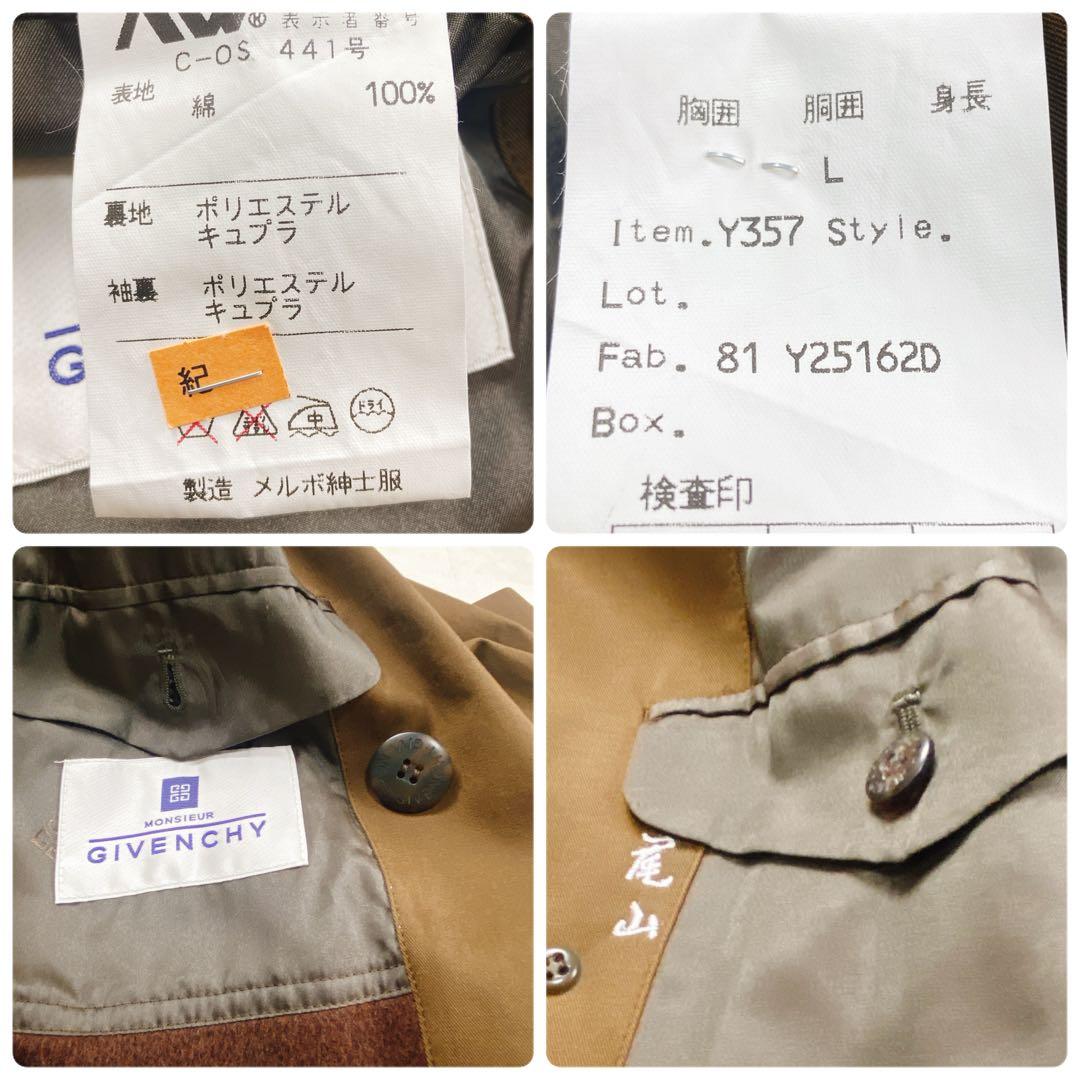 表示者番号
C-OS 441号
表地 綿 100%
裏地 ポリエステル
キュプラ
袖裏 ポリエステル
キュプラ
紀
中 ドライ
製造 メルボ紳士服
G
胸囲 胴囲 身長
L
Item.Y357 Style.
Lot.
Fab. 81 Y25162D
Box.
検査印
MONSIEUR
GIVENCHY
尾山